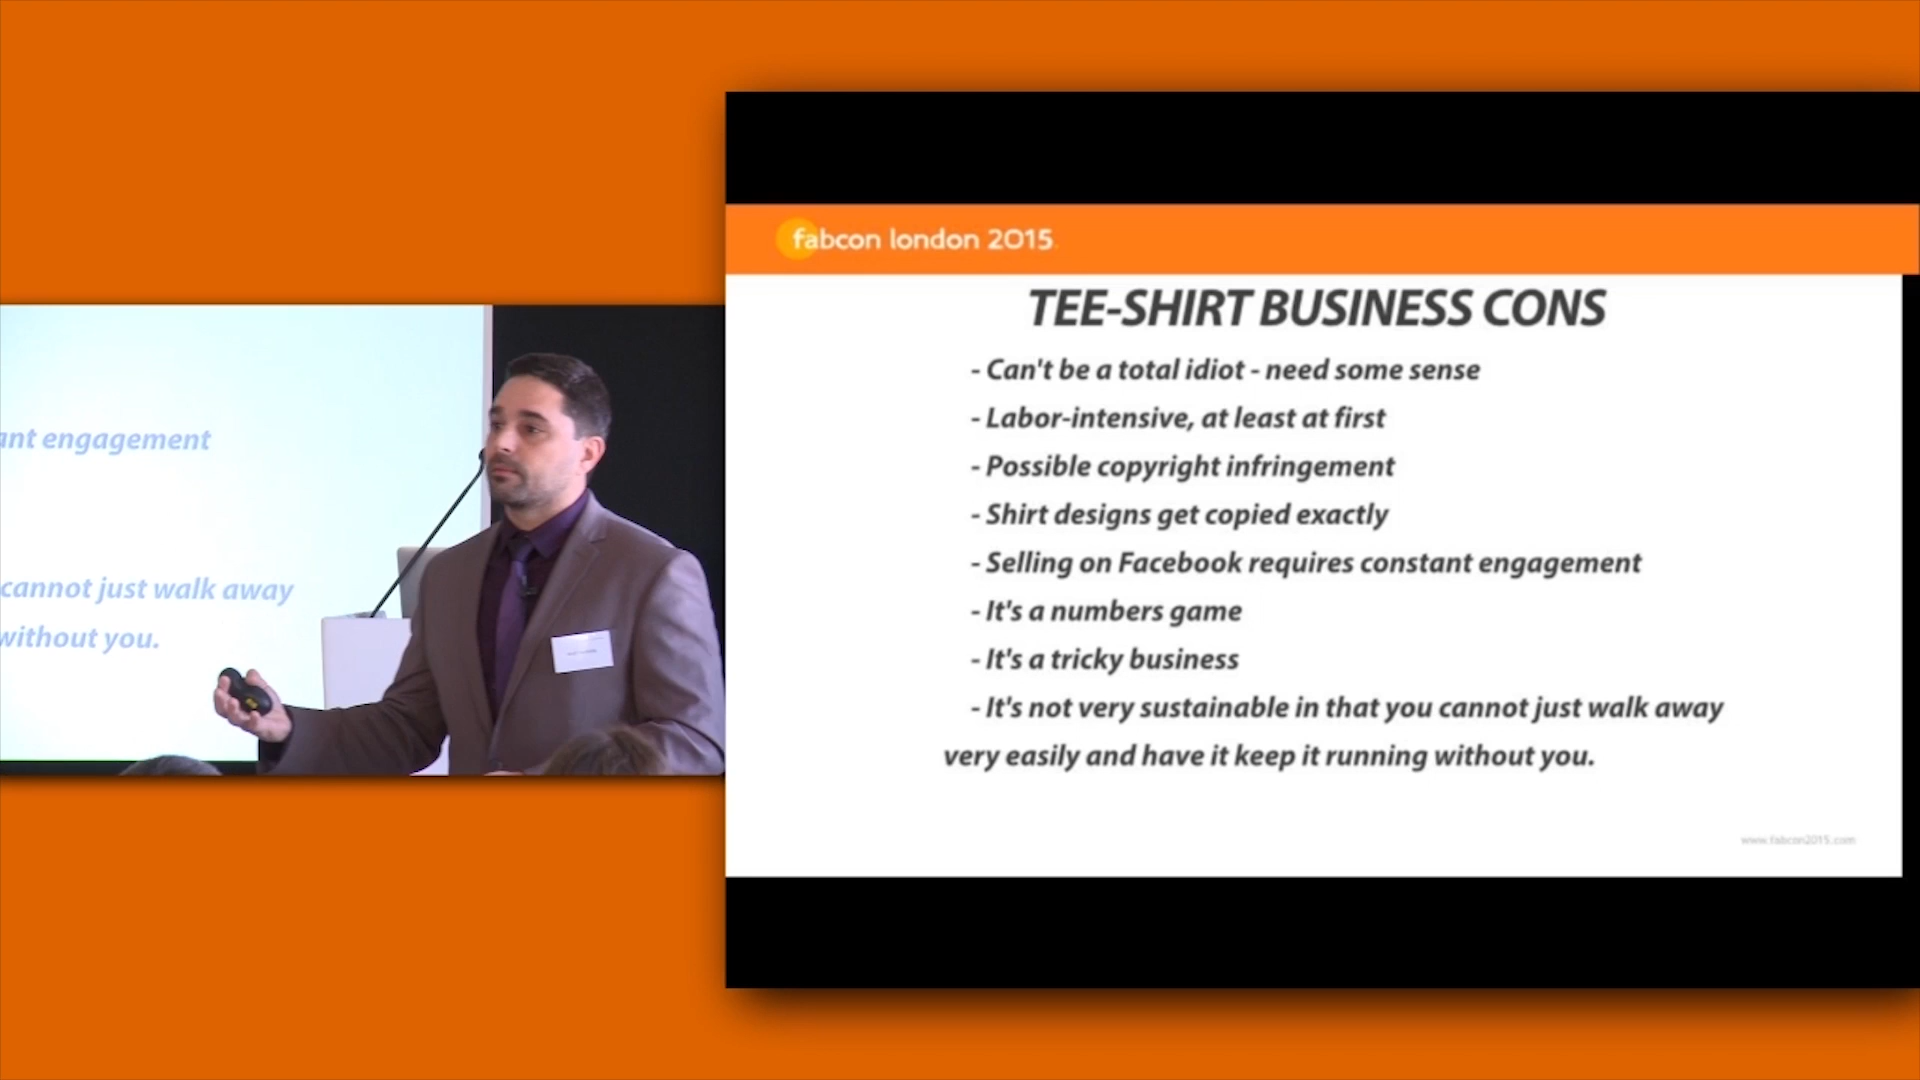 fabcon london 2015
TEE-SHIRT BUSINESS CONS
- Can't be a total idiot - need some sense
- Labor-intensive, at least at first
- Possible copyright infringement
- Shirt designs get copied exactly
- Selling on Facebook requires constant engagement
- It's a numbers game
- It's a tricky business
- It's not very sustainable in that you cannot just walk away
very easily and have it keep it running without you.
www.fabcon2015.com
ant engagement
cannot just walk away
without you.